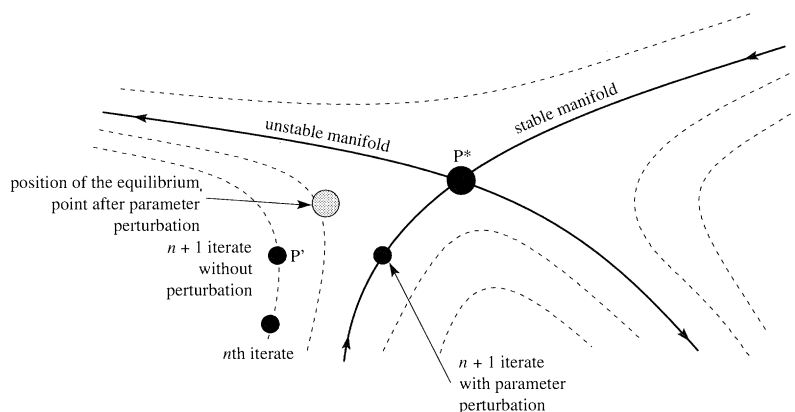 stable manifold
unstable manifold
P*
position of the equilibrium
point after parameter
perturbation
n + 1 iterate
without
perturbation
P'
nth iterate
n + 1 iterate
with parameter
perturbation